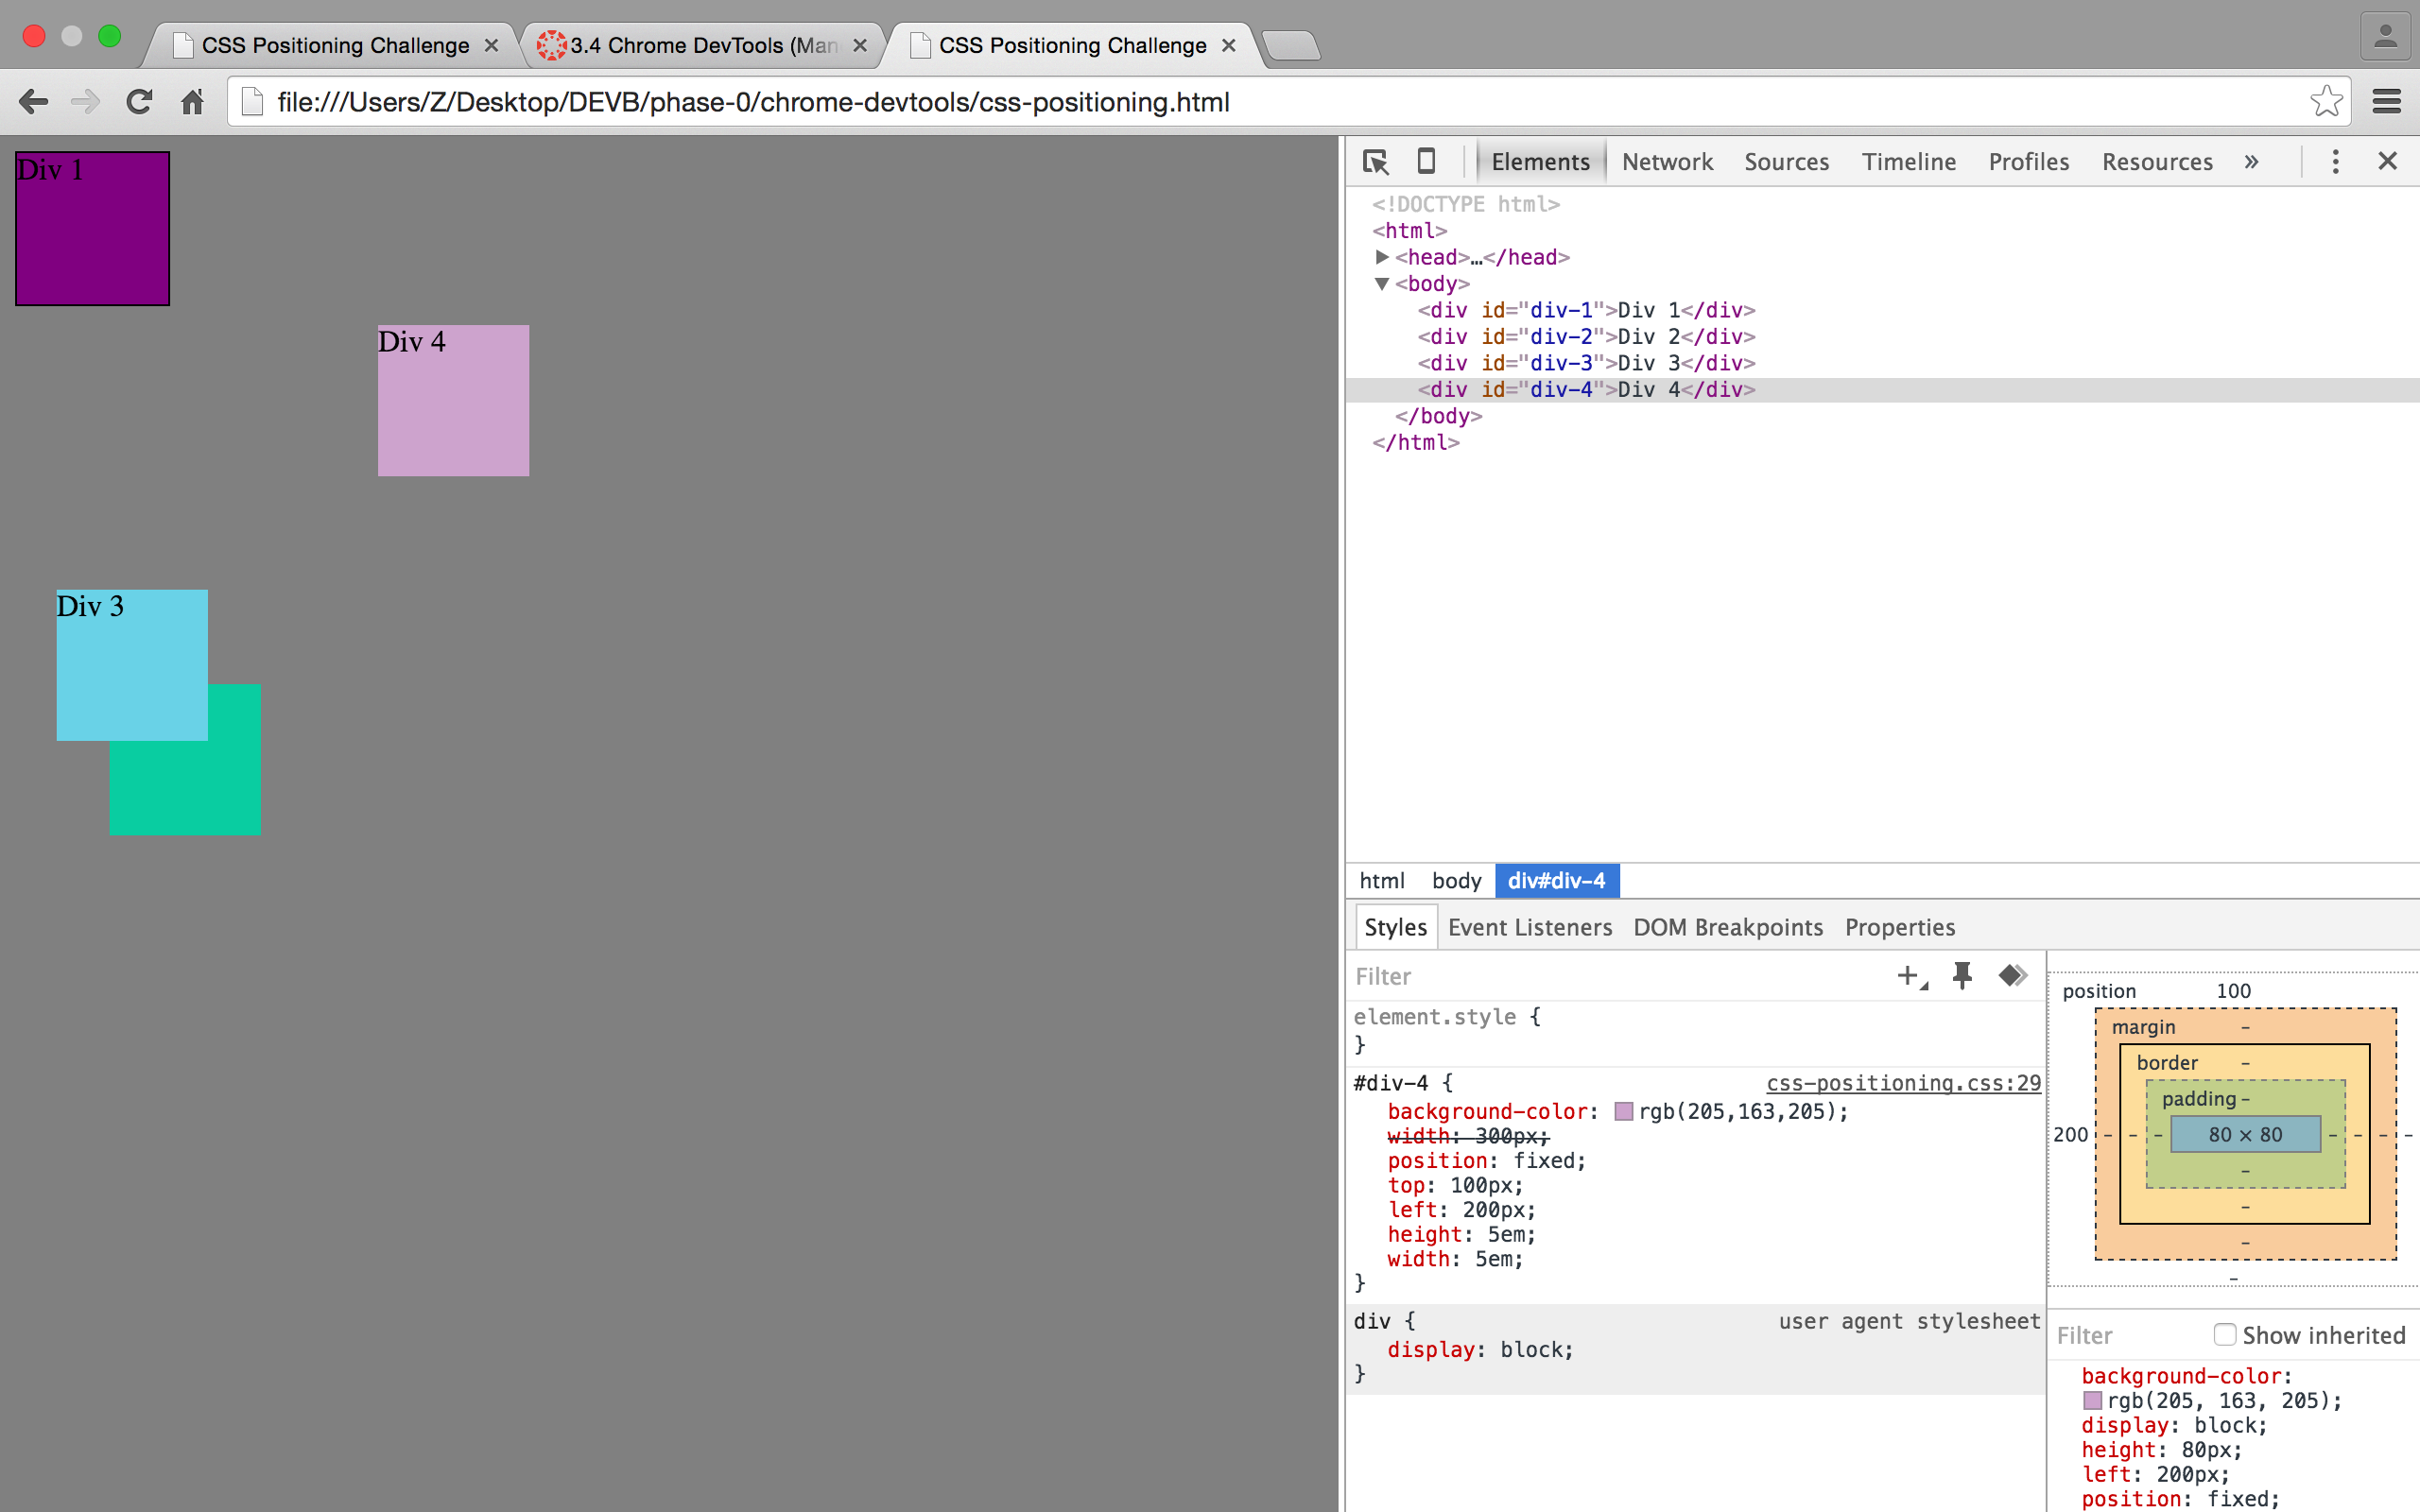 CSS Positioning Challenge
3.4 Chrome DevTools (Man
CSS Positioning Challenge
file:///Users/Z/Desktop/DEVB/phase-0/chrome-devtools/css-positioning.html
Div 1
Div 4
Div 3
Elements Network Sources Timeline Profiles Resources »
<!DOCTYPE html>
<html>
<head>…</head>
<body>
<div id="div-1">Div 1</div>
<div id="div-2">Div 2</div>
<div id="div-3">Div 3</div>
<div id="div-4">Div 4</div>
</body>
</html>
html body div#div-4
Styles Event Listeners DOM Breakpoints Properties
Filter
element.style {
}
#div-4 { css-positioning.css:29
background-color: rgb(205,163,205);
width: 300px;
position: fixed;
top: 100px;
left: 200px;
height: 5em;
width: 5em;
}
div { user agent stylesheet
display: block;
}
position 100
margin -
border -
padding -
200 - - - 80 × 80 - - - -
-
-
-
-
Filter Show inherited
background-color:
rgb(205, 163, 205);
display: block;
height: 80px;
left: 200px;
position: fixed;